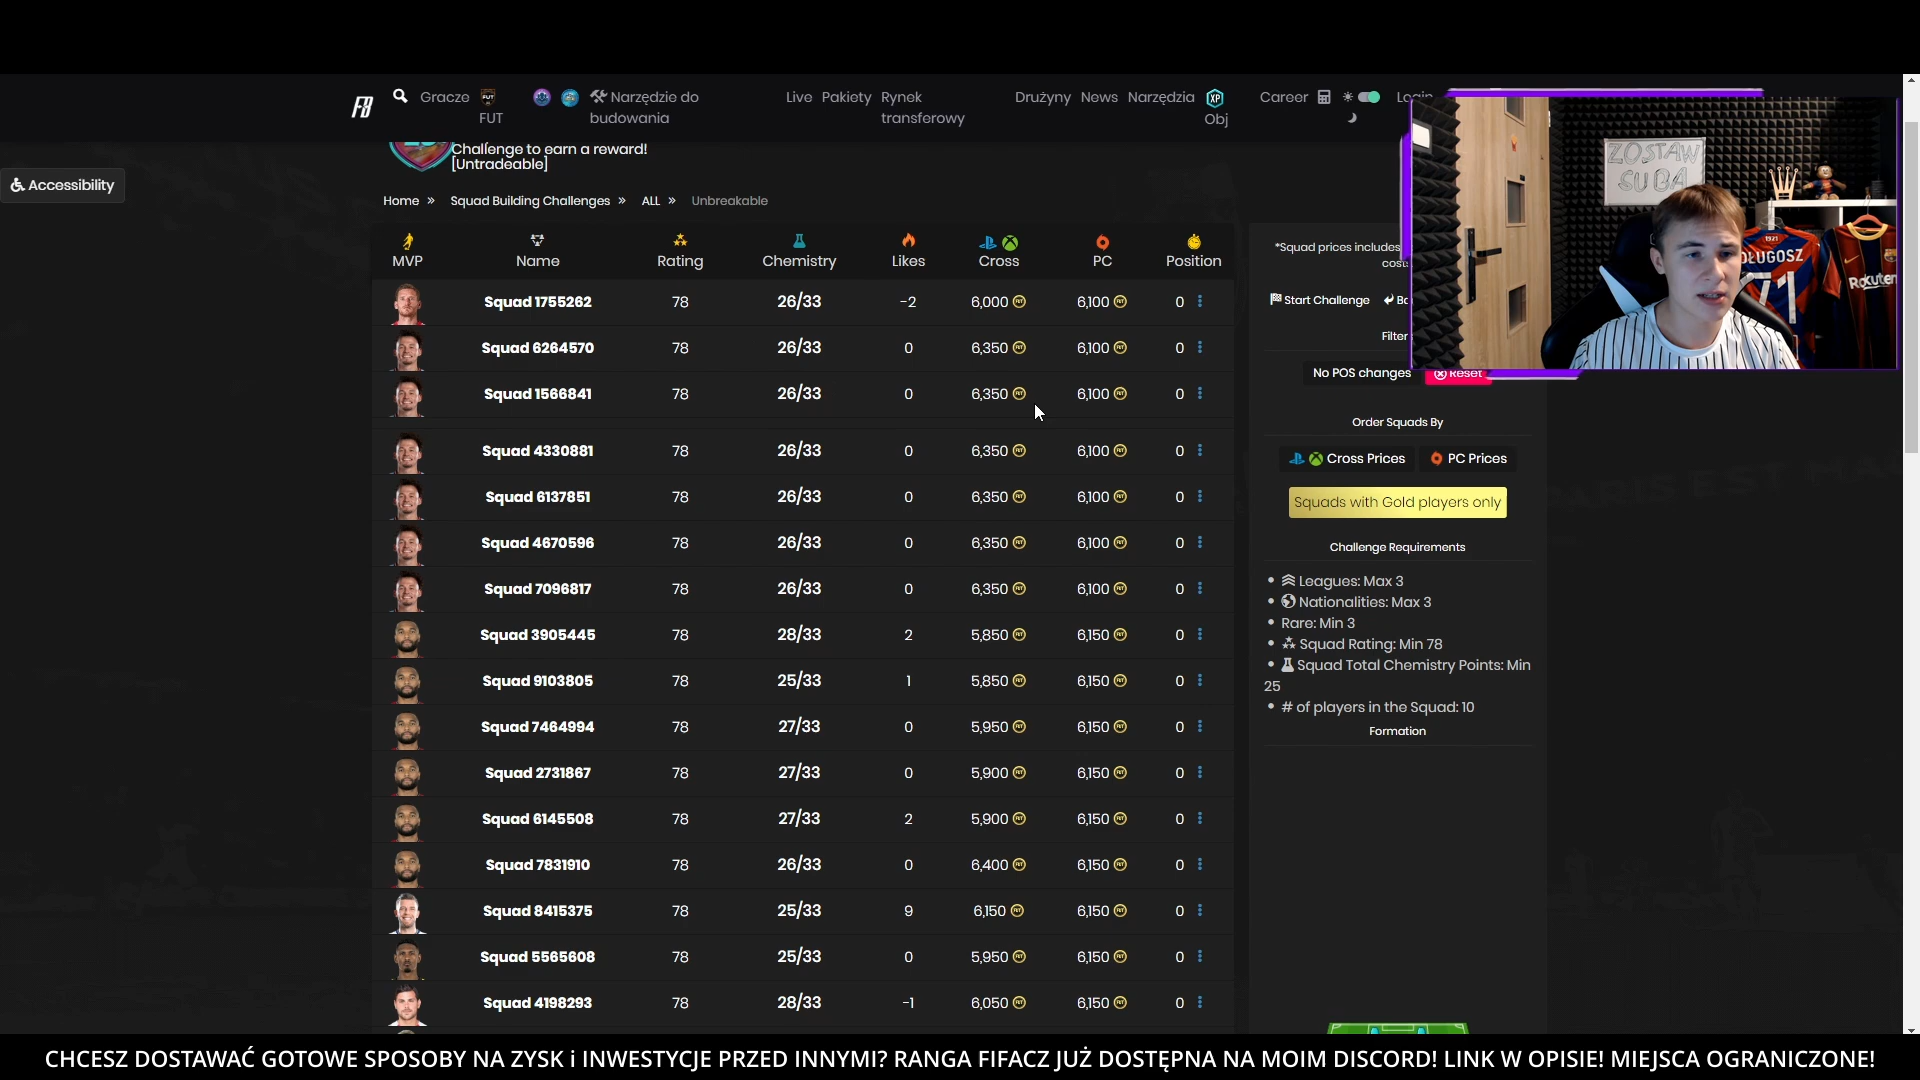 Challenge to earn a reward!
[Untradeable]
Gracze
FUT
Narzędzie do
budowania
Live Pakiety Rynek
transferowy
Drużyny News Narzędzia
XP
Obj
Career
Login
Accessibility
Home » Squad Building Challenges » ALL » Unbreakable
MVP Name Rating Chemistry Likes Cross PC Position
Squad 1755262 78 26/33 -2 6,000 6,100 0
Squad 6264570 78 26/33 0 6,350 6,100 0
Squad 1566841 78 26/33 0 6,350 6,100 0
Squad 4330881 78 26/33 0 6,350 6,100 0
Squad 6137851 78 26/33 0 6,350 6,100 0
Squad 4670596 78 26/33 0 6,350 6,100 0
Squad 7096817 78 26/33 0 6,350 6,100 0
Squad 3905445 78 28/33 2 5,850 6,150 0
Squad 9103805 78 25/33 1 5,850 6,150 0
Squad 7464994 78 27/33 0 5,950 6,150 0
Squad 2731867 78 27/33 0 5,900 6,150 0
Squad 6145508 78 27/33 2 5,900 6,150 0
Squad 7831910 78 26/33 0 6,400 6,150 0
Squad 8415375 78 25/33 9 6,150 6,150 0
Squad 5565608 78 25/33 0 5,950 6,150 0
Squad 4198293 78 28/33 -1 6,050 6,150 0
*Squad prices includes
Start Challenge
Filter
No POS changes Reset
Order Squads By
Cross Prices PC Prices
Squads with Gold players only
Challenge Requirements
Leagues: Max 3
Nationalities: Max 3
Rare: Min 3
Squad Rating: Min 78
Squad Total Chemistry Points: Min
25
# of players in the Squad: 10
Formation
ZOSTAW
SUBA
1921
DŁUGOSZ
71
Rakuten
CHCESZ DOSTAWAĆ GOTOWE SPOSOBY NA ZYSK i INWESTYCJE PRZED INNYMI? RANGA FIFACZ JUŻ DOSTĘPNA NA MOIM DISCORD! LINK W OPISIE! MIEJSCA OGRANICZONE!